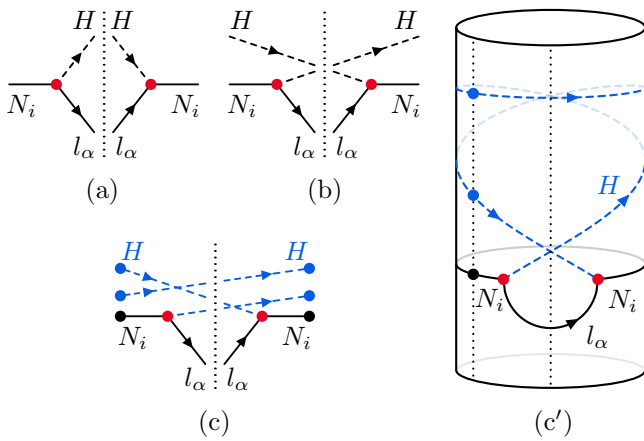 H H
N_i N_i
l_α l_α
(a)
H H
N_i N_i
l_α l_α
(b)
H H
N_i N_i
l_α l_α
(c)
H
N_i N_i
l_α
(c′)